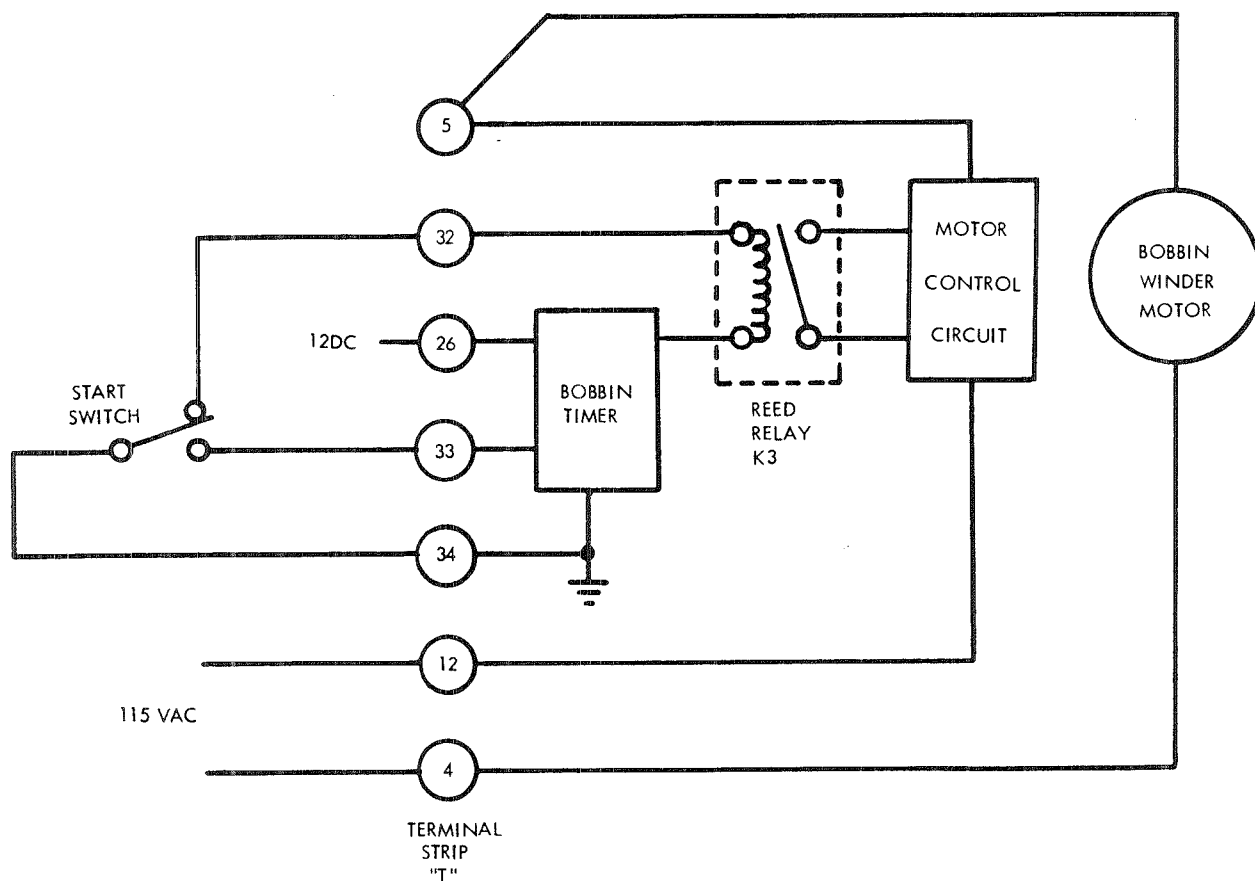 5
32
MOTOR
CONTROL
CIRCUIT
BOBBIN
WINDER
MOTOR
12DC
26
BOBBIN
TIMER
START
SWITCH
REED
RELAY
K3
33
34
12
115 VAC
4
TERMINAL
STRIP
"T"